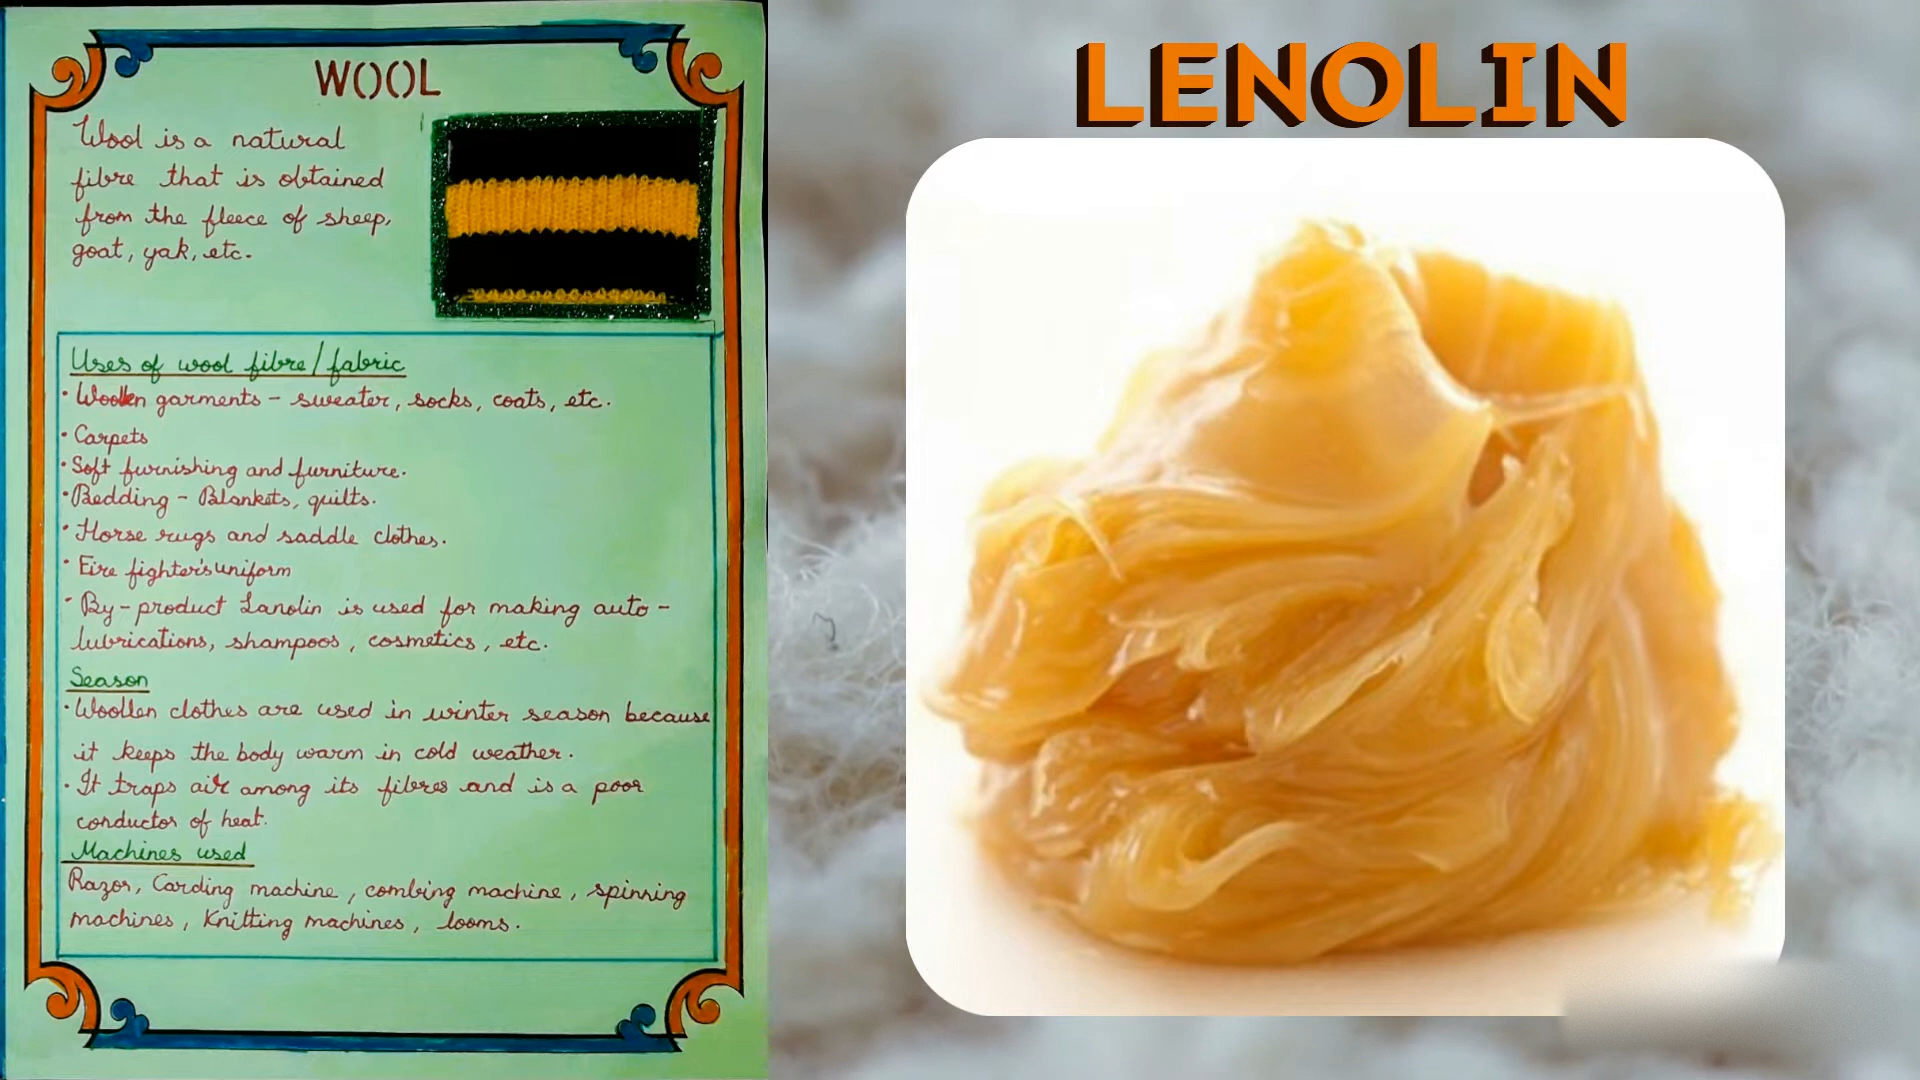 WOOL
Wool is a natural
fibre that is obtained
from the fleece of sheep,
goat, yak, etc.
Uses of wool fibre/fabric
• Woollen garments - sweater, socks, coats, etc.
• Carpets
• Soft furnishing and furniture.
• Bedding - Blankets, quilts.
• Horse rugs and saddle clothes.
• Fire fighter's uniform
• By-product Lanolin is used for making auto-
lubrications, shampoos, cosmetics, etc.
Season
• Woollen clothes are used in winter season because
it keeps the body warm in cold weather.
• It traps air among its fibres and is a poor
conductor of heat.
Machines used
Razor, Carding machine, combing machine, spinning
machines, Knitting machines, looms.
LENOLIN